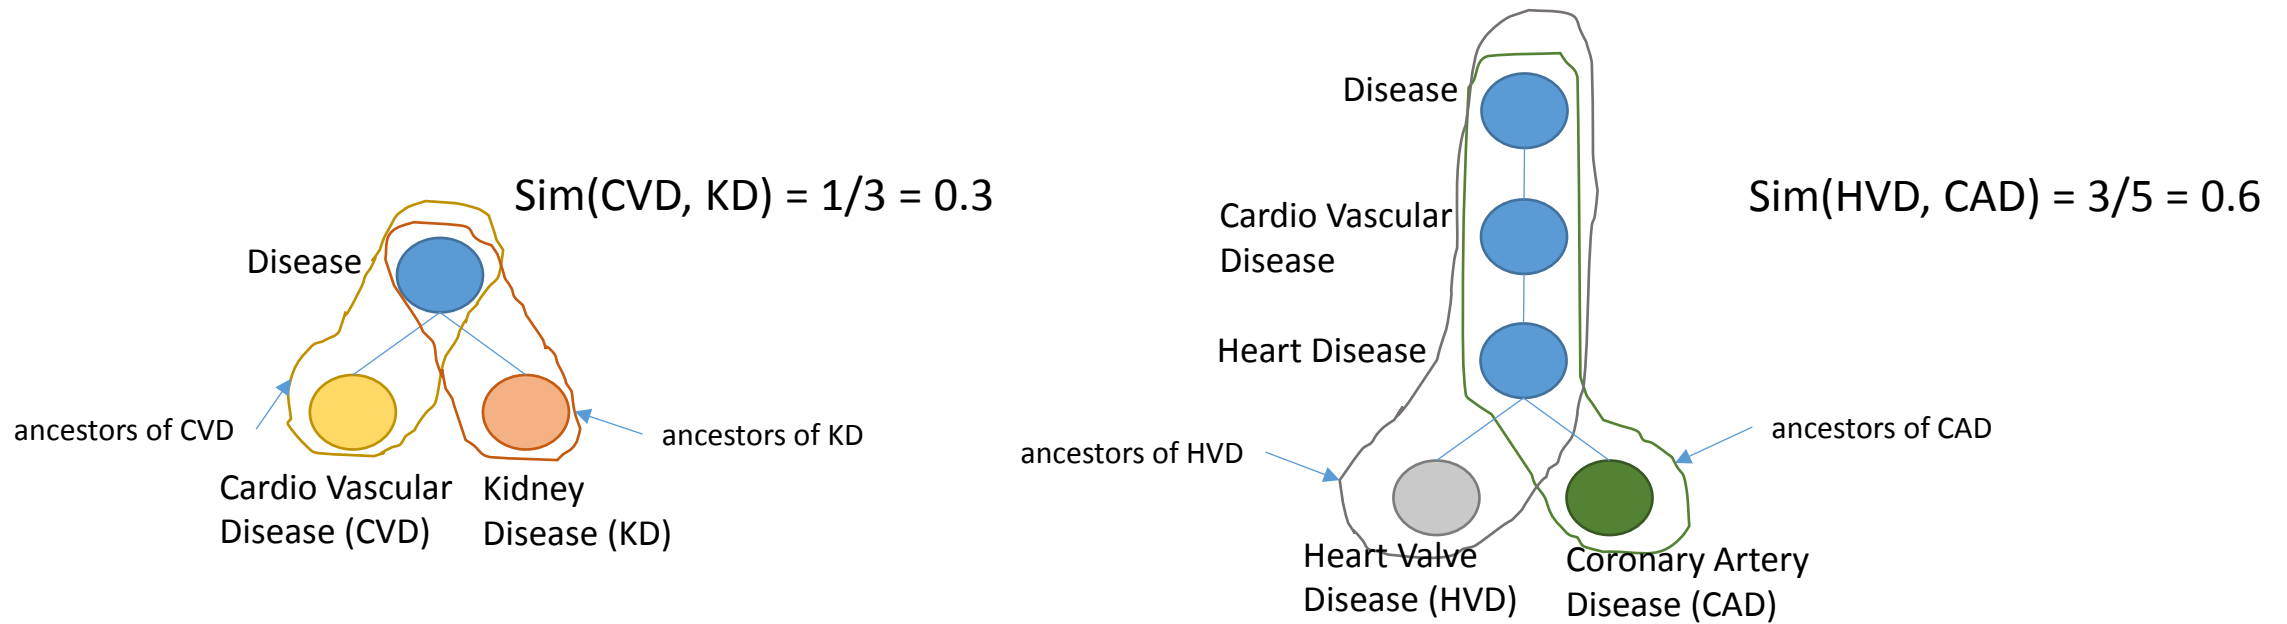 Sim(CVD, KD) = 1/3 = 0.3
Disease
ancestors of CVD
ancestors of KD
Cardio Vascular
Disease (CVD)
Kidney
Disease (KD)
Disease
Sim(HVD, CAD) = 3/5 = 0.6
Cardio Vascular
Disease
Heart Disease
ancestors of HVD
ancestors of CAD
Heart Valve
Disease (HVD)
Coronary Artery
Disease (CAD)